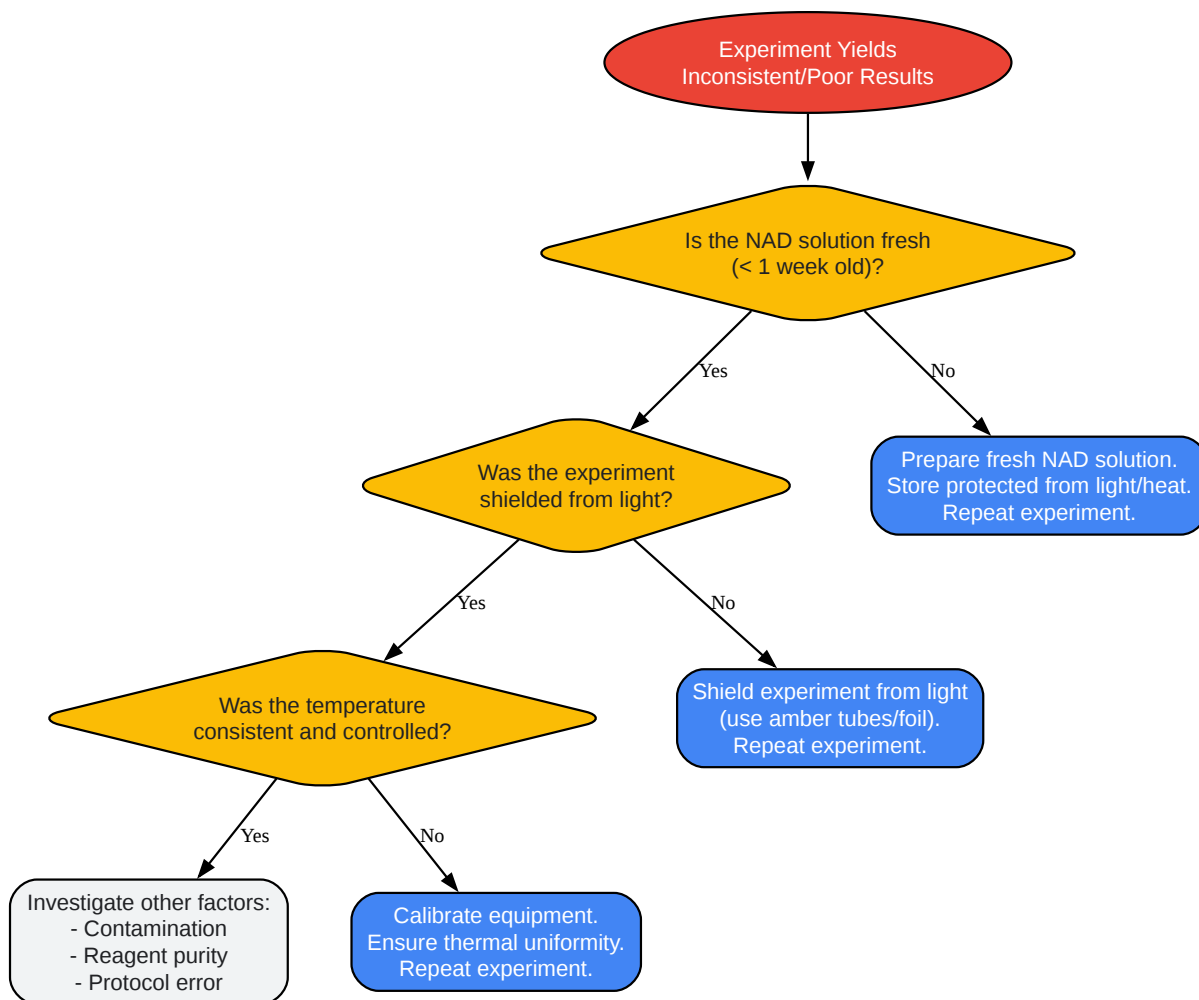 Experiment Yields
Inconsistent/Poor Results
Is the NAD solution fresh
(< 1 week old)?
Yes
No
Was the experiment
shielded from light?
Prepare fresh NAD solution.
Store protected from light/heat.
Repeat experiment.
Yes
No
Was the temperature
consistent and controlled?
Shield experiment from light
(use amber tubes/foil).
Repeat experiment.
Yes
No
Investigate other factors:
- Contamination
- Reagent purity
- Protocol error
Calibrate equipment.
Ensure thermal uniformity.
Repeat experiment.